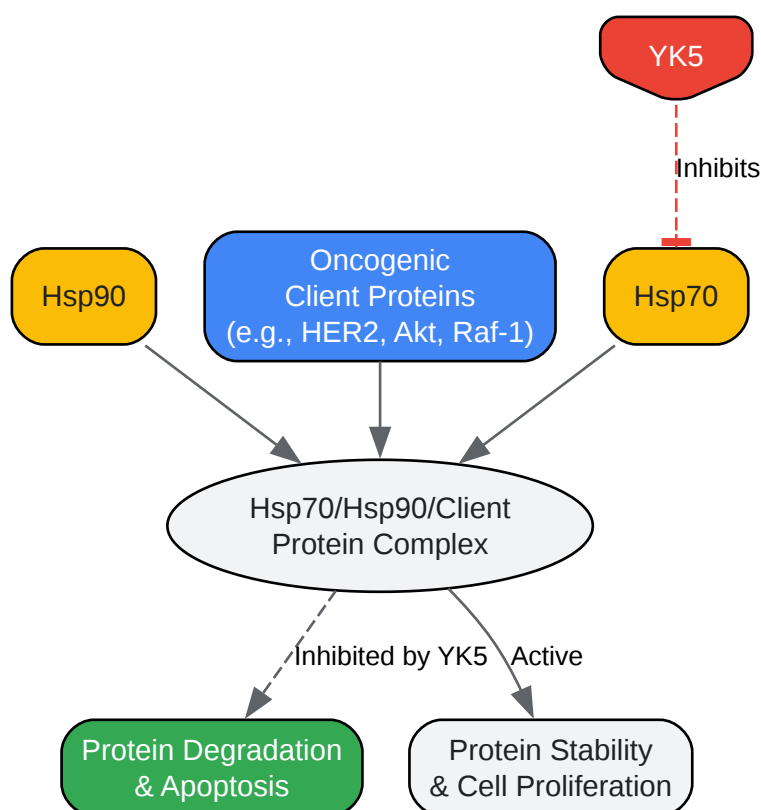 YK5
Inhibits
Hsp90
Oncogenic
Client Proteins
(e.g., HER2, Akt, Raf-1)
Hsp70
Hsp70/Hsp90/Client
Protein Complex
Inhibited by YK5
Active
Protein Degradation
& Apoptosis
Protein Stability
& Cell Proliferation